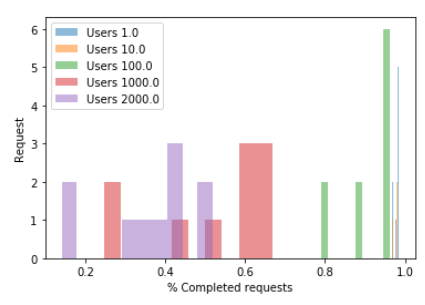 Users 1.0
Users 10.0
Users 100.0
Users 1000.0
Users 2000.0
6
5
4
3
2
1
0
Request
0.2 0.4 0.6 0.8 1.0
% Completed requests